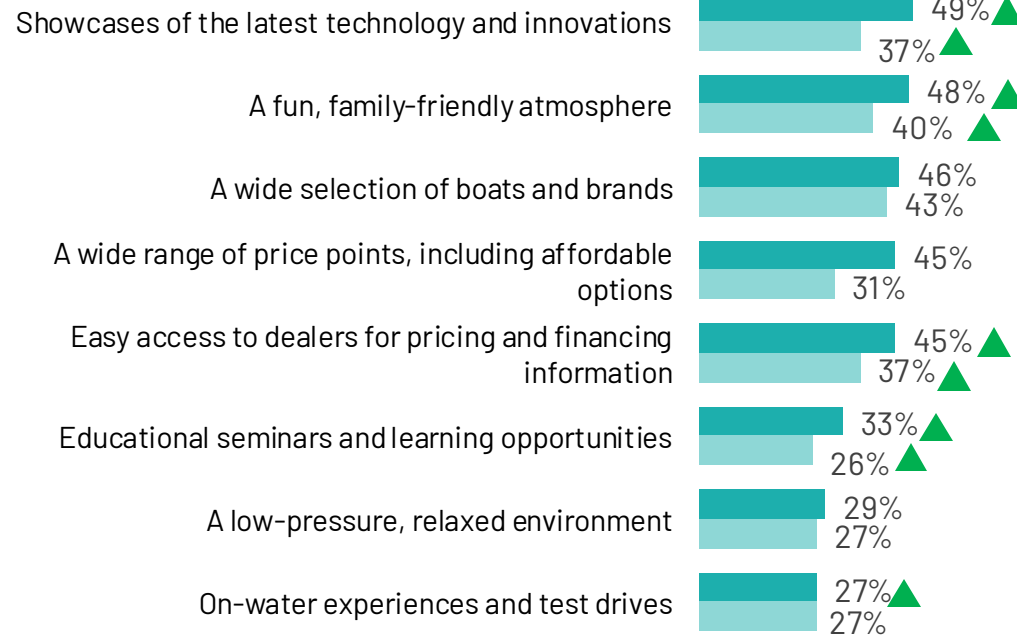 Showcases of the latest technology and innovations
49%
37%
A fun, family-friendly atmosphere
48%
40%
A wide selection of boats and brands
46%
43%
A wide range of price points, including affordable
options
45%
31%
Easy access to dealers for pricing and financing
information
45%
37%
Educational seminars and learning opportunities
33%
26%
A low-pressure, relaxed environment
29%
27%
On-water experiences and test drives
27%
27%